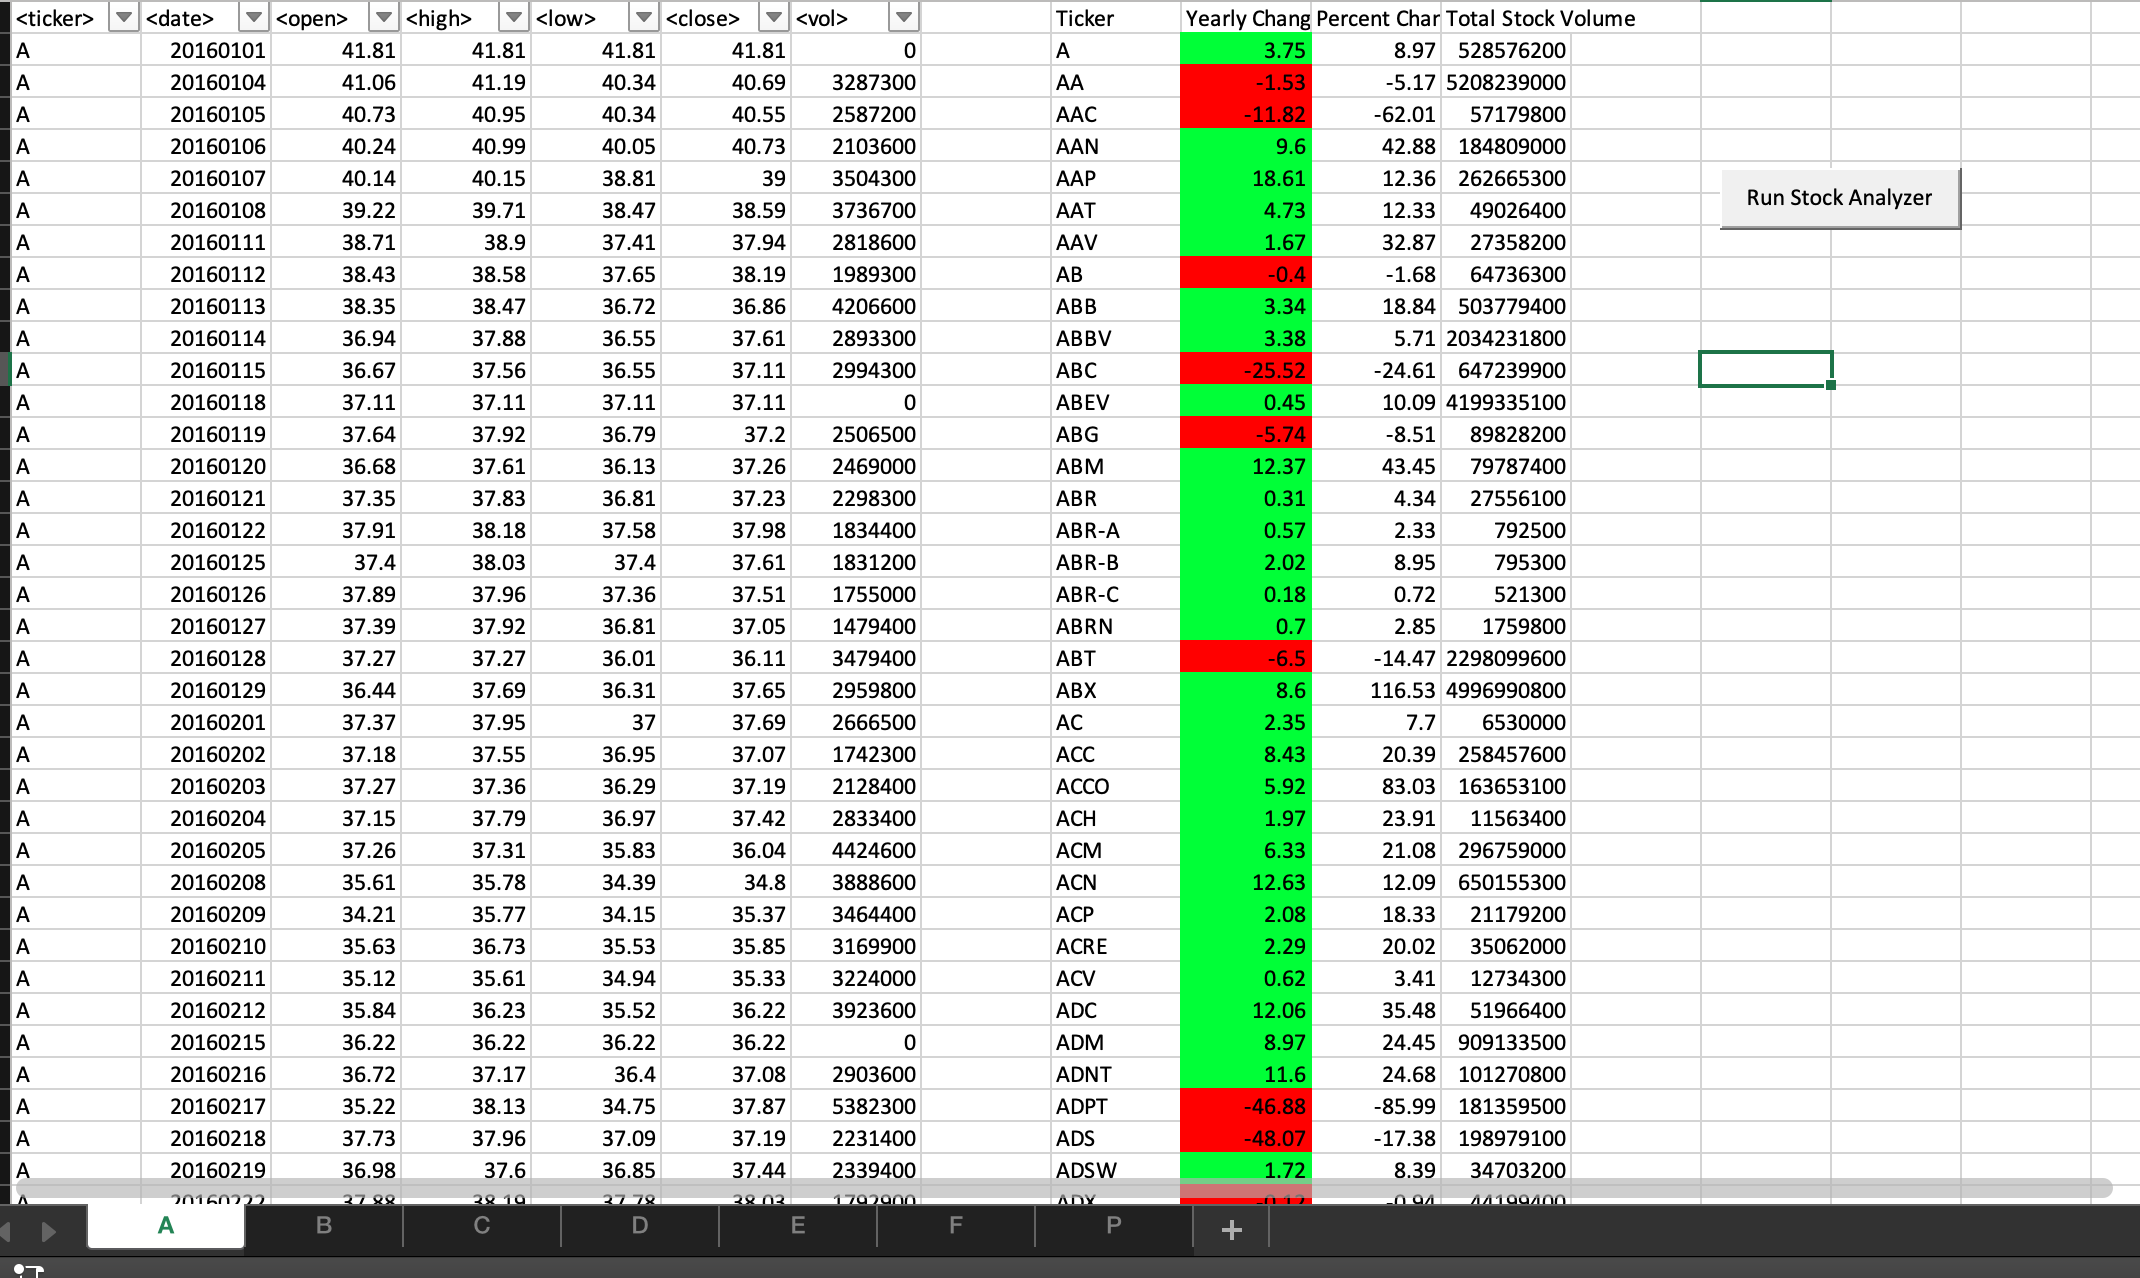 <ticker> <date> <open> <high> <low> <close> <vol> Ticker Yearly Chang Percent Char Total Stock Volume
A 20160101 41.81 41.81 41.81 41.81 0 A 3.75 8.97 528576200
A 20160104 41.06 41.19 40.34 40.69 3287300 AA -1.53 -5.17 5208239000
A 20160105 40.73 40.95 40.34 40.55 2587200 AAC -11.82 -62.01 57179800
A 20160106 40.24 40.99 40.05 40.73 2103600 AAN 9.6 42.88 184809000
A 20160107 40.14 40.15 38.81 39 3504300 AAP 18.61 12.36 262665300
Run Stock Analyzer
A 20160108 39.22 39.71 38.47 38.59 3736700 AAT 4.73 12.33 49026400
A 20160111 38.71 38.9 37.41 37.94 2818600 AAV 1.67 32.87 27358200
A 20160112 38.43 38.58 37.65 38.19 1989300 AB -0.4 -1.68 64736300
A 20160113 38.35 38.47 36.72 36.86 4206600 ABB 3.34 18.84 503779400
A 20160114 36.94 37.88 36.55 37.61 2893300 ABBV 3.38 5.71 2034231800
A 20160115 36.67 37.56 36.55 37.11 2994300 ABC -25.52 -24.61 647239900
A 20160118 37.11 37.11 37.11 37.11 0 ABEV 0.45 10.09 4199335100
A 20160119 37.64 37.92 36.79 37.2 2506500 ABG -5.74 -8.51 89828200
A 20160120 36.68 37.61 36.13 37.26 2469000 ABM 12.37 43.45 79787400
A 20160121 37.35 37.83 36.81 37.23 2298300 ABR 0.31 4.34 27556100
A 20160122 37.91 38.18 37.58 37.98 1834400 ABR-A 0.57 2.33 792500
A 20160125 37.4 38.03 37.4 37.61 1831200 ABR-B 2.02 8.95 795300
A 20160126 37.89 37.96 37.36 37.51 1755000 ABR-C 0.18 0.72 521300
A 20160127 37.39 37.92 36.81 37.05 1479400 ABRN 0.7 2.85 1759800
A 20160128 37.27 37.27 36.01 36.11 3479400 ABT -6.5 -14.47 2298099600
A 20160129 36.44 37.69 36.31 37.65 2959800 ABX 8.6 116.53 4996990800
A 20160201 37.37 37.95 37 37.69 2666500 AC 2.35 7.7 6530000
A 20160202 37.18 37.55 36.95 37.07 1742300 ACC 8.43 20.39 258457600
A 20160203 37.27 37.36 36.29 37.19 2128400 ACCO 5.92 83.03 163653100
A 20160204 37.15 37.79 36.97 37.42 2833400 ACH 1.97 23.91 11563400
A 20160205 37.26 37.31 35.83 36.04 4424600 ACM 6.33 21.08 296759000
A 20160208 35.61 35.78 34.39 34.8 3888600 ACN 12.63 12.09 650155300
A 20160209 34.21 35.77 34.15 35.37 3464400 ACP 2.08 18.33 21179200
A 20160210 35.63 36.73 35.53 35.85 3169900 ACRE 2.29 20.02 35062000
A 20160211 35.12 35.61 34.94 35.33 3224000 ACV 0.62 3.41 12734300
A 20160212 35.84 36.23 35.52 36.22 3923600 ADC 12.06 35.48 51966400
A 20160215 36.22 36.22 36.22 36.22 0 ADM 8.97 24.45 909133500
A 20160216 36.72 37.17 36.4 37.08 2903600 ADNT 11.6 24.68 101270800
A 20160217 35.22 38.13 34.75 37.87 5382300 ADPT -46.88 -85.99 181359500
A 20160218 37.73 37.96 37.09 37.19 2231400 ADS -48.07 -17.38 198979100
A 20160219 36.98 37.6 36.85 37.44 2339400 ADSW 1.72 8.39 34703200
A 20160222 37.88 38.19 37.78 38.03 1792900 ADX -0.12 -0.94 44199400
A B C D E F P +